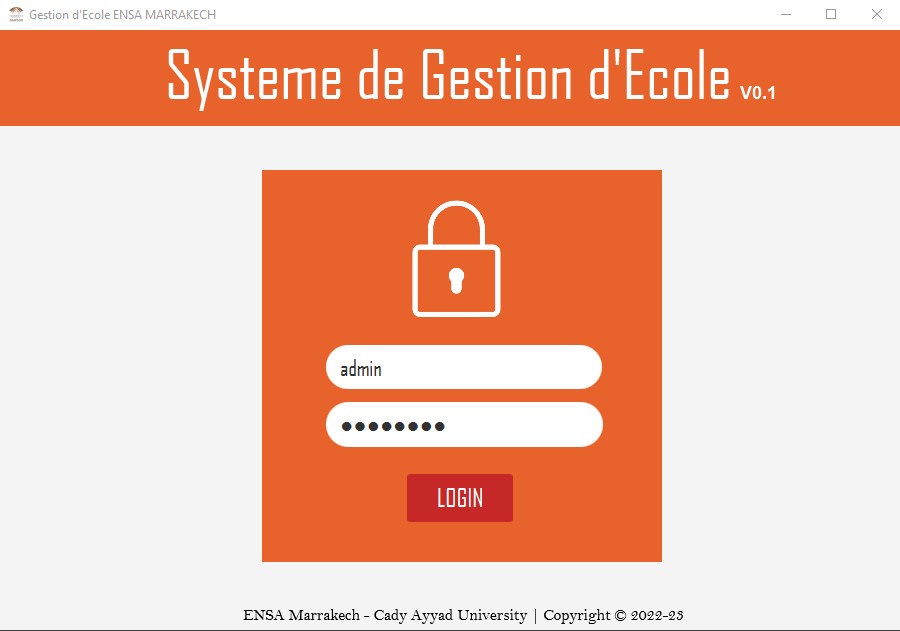 Gestion d'Ecole ENSA MARRAKECH
Systeme de Gestion d'Ecole V0.1
admin
●●●●●●●●
LOGIN
ENSA Marrakech - Cady Ayyad University | Copyright © 2022-23